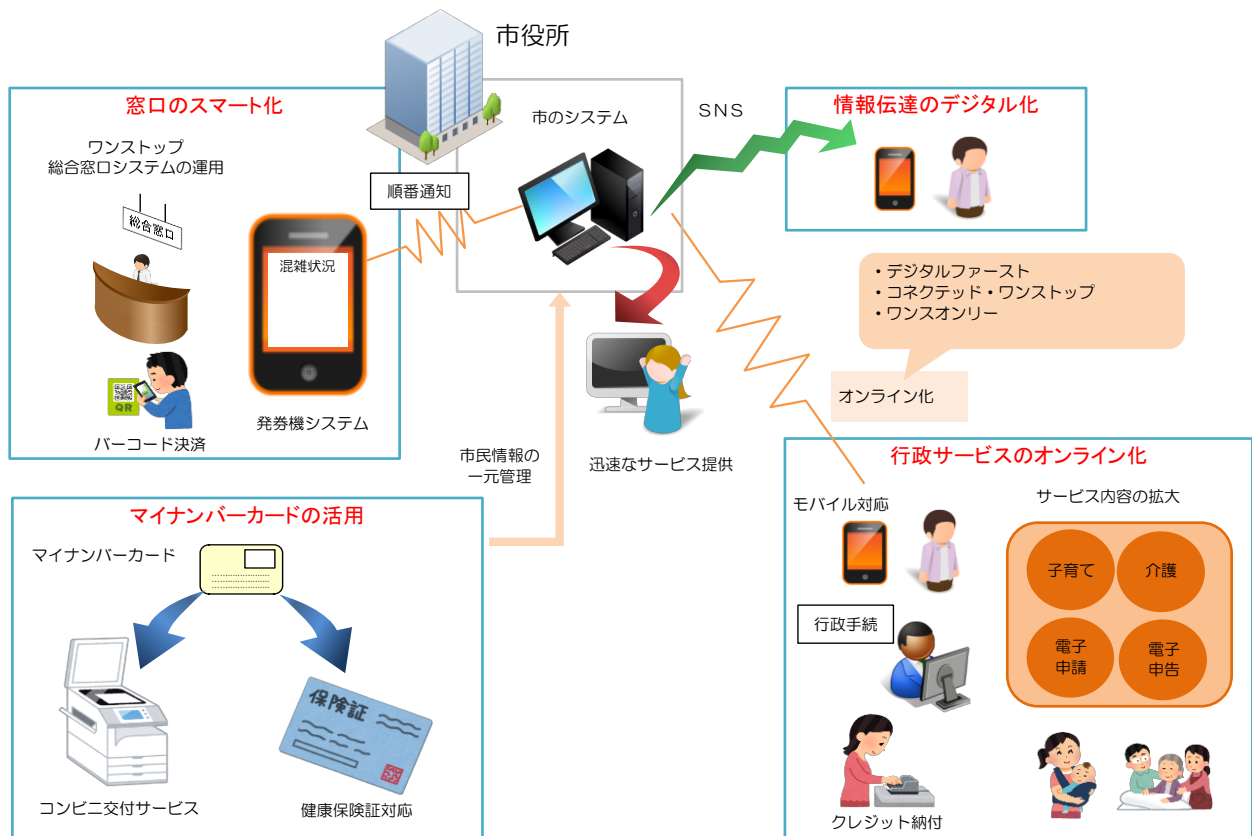 市役所
窓口のスマート化
ワンストップ
総合窓口システムの運用
総合窓口
混雑状況
QR
バーコード決済
発券機システム
順番通知
市のシステム
SNS
情報伝達のデジタル化
・デジタルファースト
・コネクテッド・ワンストップ
・ワンスオンリー
オンライン化
迅速なサービス提供
市民情報の
一元管理
マイナンバーカードの活用
マイナンバーカード
コンビニ交付サービス
保険証
健康保険証対応
行政サービスのオンライン化
モバイル対応
行政手続
クレジット納付
サービス内容の拡大
子育て
介護
電子
申請
電子
申告